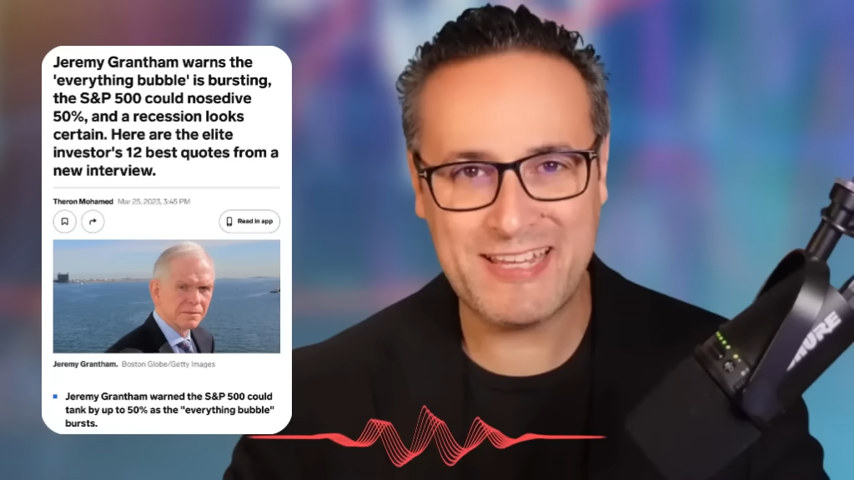 Jeremy Grantham warns the
'everything bubble' is bursting,
the S&P 500 could nosedive
50%, and a recession looks
certain. Here are the elite
investor's 12 best quotes from a
new interview.
Theron Mohamed Mar 25, 2023, 3:45 PM
Read in app
Jeremy Grantham. Boston Globe/Getty Images
Jeremy Grantham warned the S&P 500 could
tank by up to 50% as the "everything bubble"
bursts.
SHURE